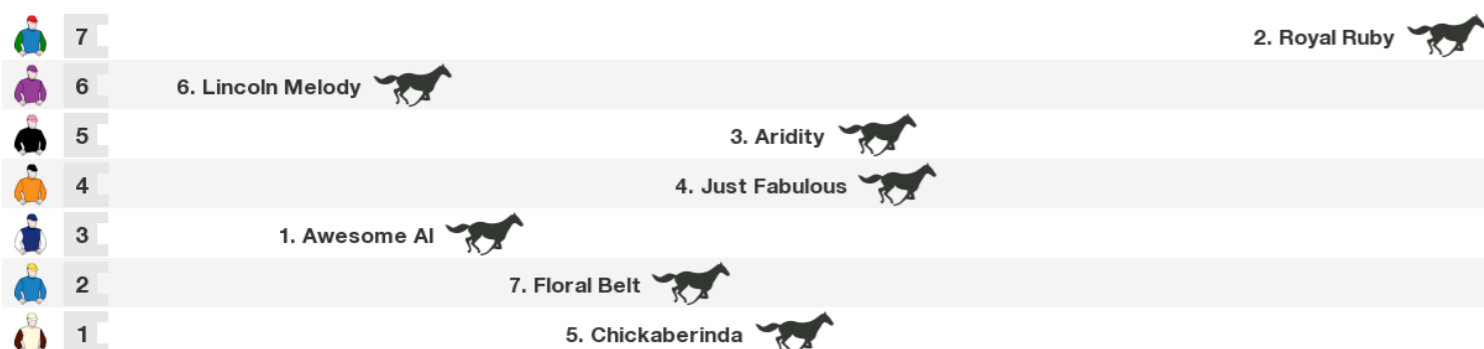 7 2. Royal Ruby
6 6. Lincoln Melody
5 3. Aridity
4 4. Just Fabulous
3 1. Awesome Al
2 7. Floral Belt
1 5. Chickaberinda